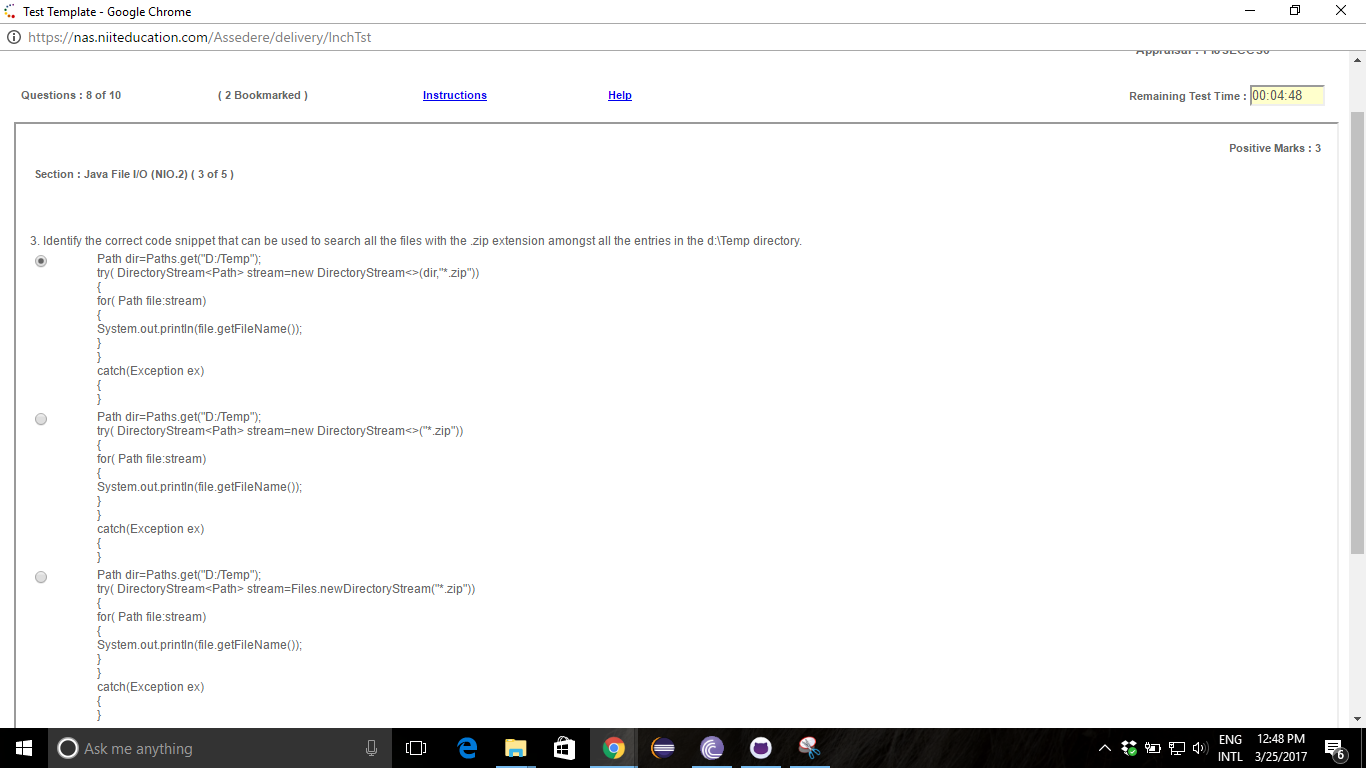 Test Template - Google Chrome
https://nas.niiteducation.com/Assedere/delivery/InchTst
Questions : 8 of 10 ( 2 Bookmarked ) Instructions Help Remaining Test Time : 00:04:48
Positive Marks : 3
Section : Java File I/O (NIO.2) ( 3 of 5 )
3. Identify the correct code snippet that can be used to search all the files with the .zip extension amongst all the entries in the d:\Temp directory.
Path dir=Paths.get("D:/Temp");
try( DirectoryStream<Path> stream=new DirectoryStream<>(dir,"*.zip"))
{
for( Path file:stream)
{
System.out.println(file.getFileName());
}
}
catch(Exception ex)
{
}
Path dir=Paths.get("D:/Temp");
try( DirectoryStream<Path> stream=new DirectoryStream<>("*.zip"))
{
for( Path file:stream)
{
System.out.println(file.getFileName());
}
}
catch(Exception ex)
{
}
Path dir=Paths.get("D:/Temp");
try( DirectoryStream<Path> stream=Files.newDirectoryStream("*.zip"))
{
for( Path file:stream)
{
System.out.println(file.getFileName());
}
}
catch(Exception ex)
{
}
Ask me anything
ENG 12:48 PM
INTL 3/25/2017 6